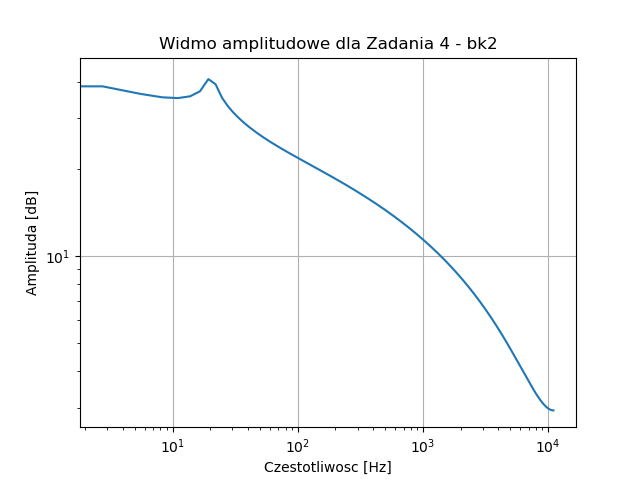 Widmo amplitudowe dla Zadania 4 - bk2
Amplituda [dB]
10¹
10¹ 10² 10³ 10⁴
Czestotliwosc [Hz]